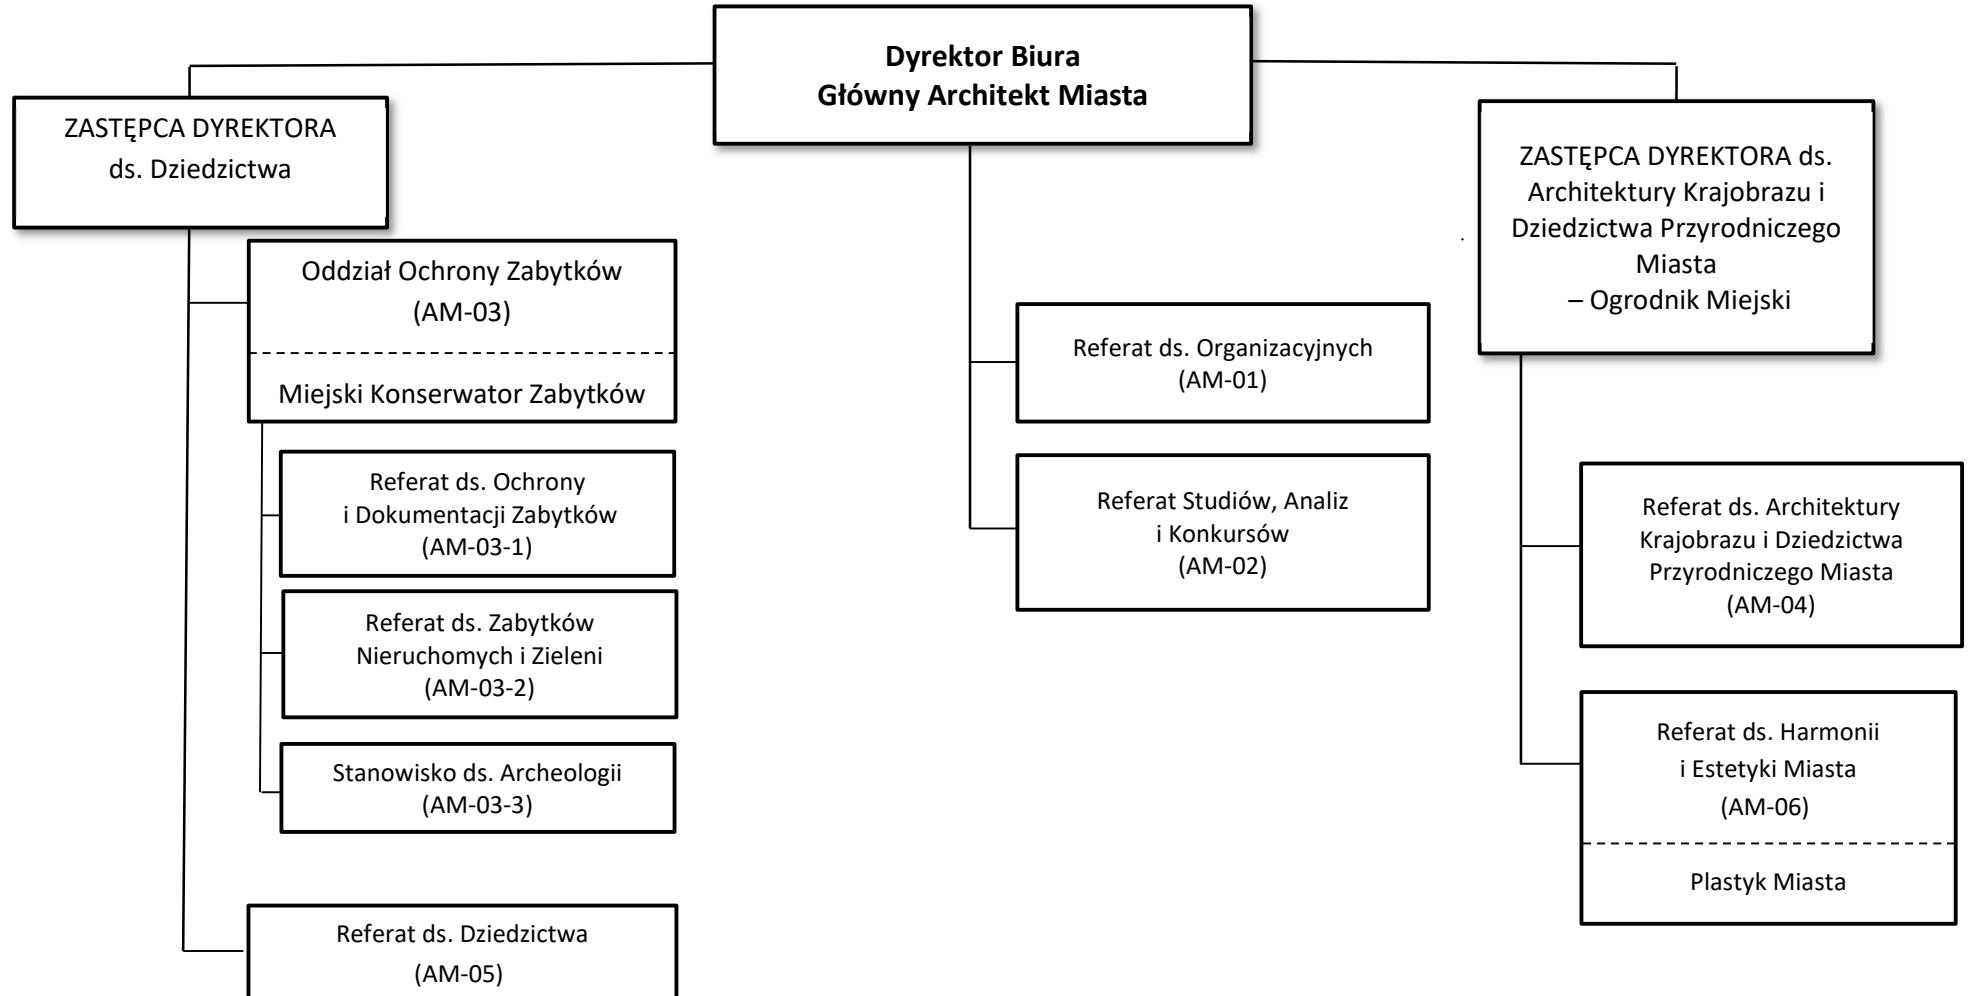 Dyrektor Biura
Główny Architekt Miasta
ZASTĘPCA DYREKTORA
ds. Dziedzictwa
Oddział Ochrony Zabytków
(AM-03)
Miejski Konserwator Zabytków
Referat ds. Ochrony
i Dokumentacji Zabytków
(AM-03-1)
Referat ds. Zabytków
Nieruchomych i Zieleni
(AM-03-2)
Stanowisko ds. Archeologii
(AM-03-3)
Referat ds. Dziedzictwa
(AM-05)
Referat ds. Organizacyjnych
(AM-01)
Referat Studiów, Analiz
i Konkursów
(AM-02)
ZASTĘPCA DYREKTORA ds.
Architektury Krajobrazu i
Dziedzictwa Przyrodniczego
Miasta
– Ogrodnik Miejski
Referat ds. Architektury
Krajobrazu i Dziedzictwa
Przyrodniczego Miasta
(AM-04)
Referat ds. Harmonii
i Estetyki Miasta
(AM-06)
Plastyk Miasta